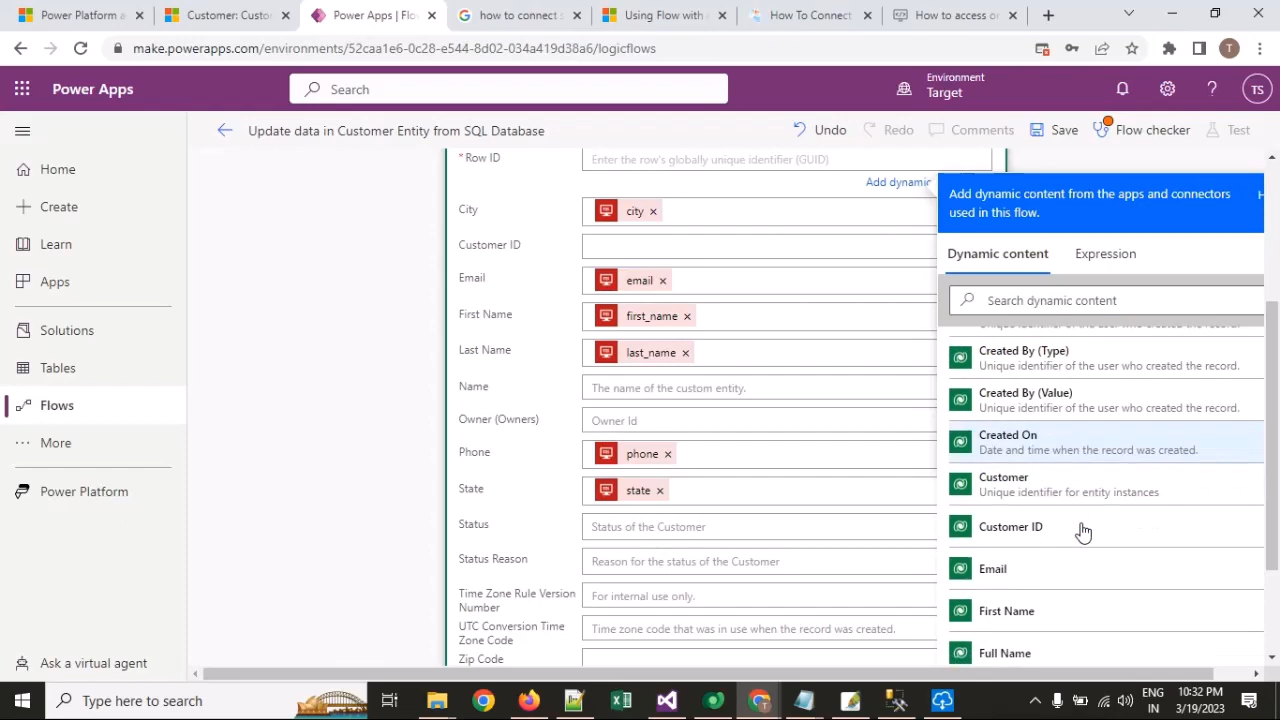 Power Platform a
Customer: Custo
Power Apps | Flo
how to connect s
Using Flow with a
How To Connect
How to access o
make.powerapps.com/environments/52caa1e6-0c28-e544-8d02-034a419d38a6/logicflows
T
Power Apps
Search
Environment
Target
TS
Update data in Customer Entity from SQL Database
Undo
Redo
Comments
Save
Flow checker
Test
Home
Create
Learn
Apps
Solutions
Tables
Flows
More
Power Platform
Ask a virtual agent
* Row ID
Enter the row's globally unique identifier (GUID)
Add dynamic
City
city
Customer ID
Email
email
First Name
first_name
Last Name
last_name
Name
The name of the custom entity.
Owner (Owners)
Owner Id
Phone
phone
State
state
Status
Status of the Customer
Status Reason
Reason for the status of the Customer
Time Zone Rule Version
Number
For internal use only.
UTC Conversion Time
Zone Code
Time zone code that was in use when the record was created.
Zip Code
Add dynamic content from the apps and connectors
used in this flow.
Dynamic content
Expression
Search dynamic content
Unique identifier of the user who created the record.
Created By (Type)
Unique identifier of the user who created the record.
Created By (Value)
Unique identifier of the user who created the record.
Created On
Date and time when the record was created.
Customer
Unique identifier for entity instances
Customer ID
Email
First Name
Full Name
Type here to search
ENG
IN
10:32 PM
3/19/2023